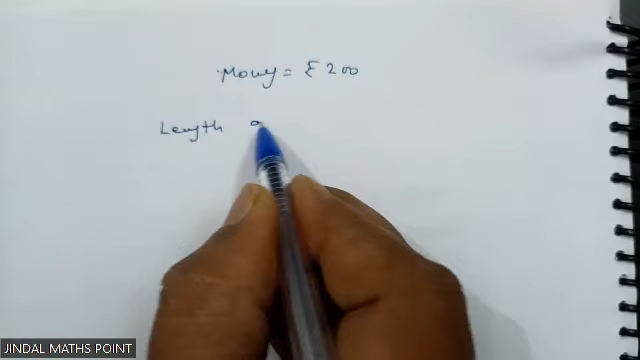 Money = ₹ 200
Length
JINDAL MATHS POINT